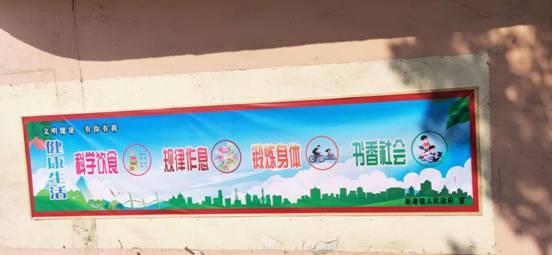 文明健康 有你有我
健康生活
科学饮食 规律作息 锻炼身体 书香社会
新港镇人民政府 宣